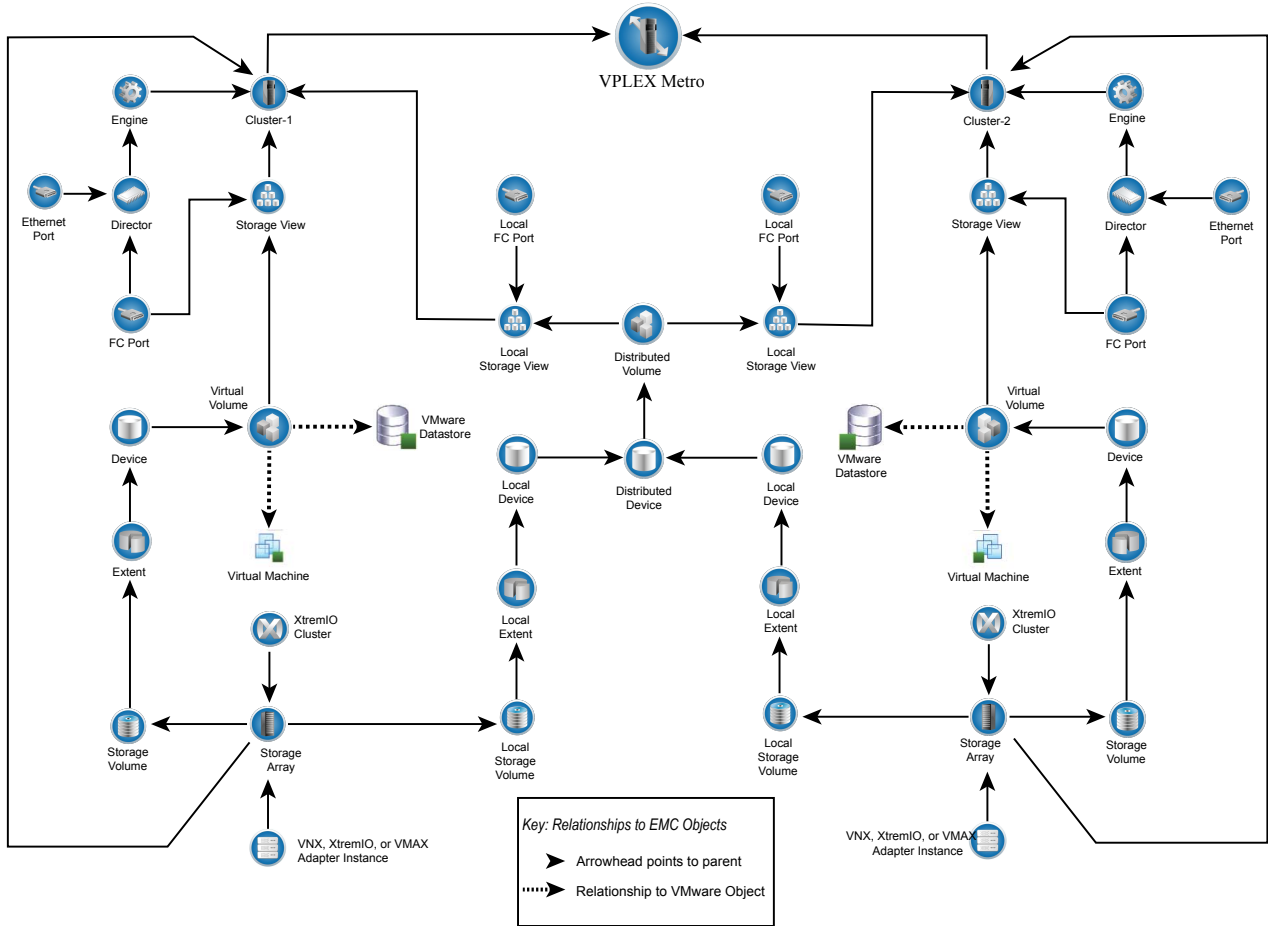 VPLEX Metro
Engine
Cluster-1
Cluster-2
Engine
Ethernet
Port
Director
Storage View
Local
FC Port
Local
FC Port
Storage View
Director
Ethernet
Port
FC Port
Local
Storage View
Distributed
Volume
Local
Storage View
FC Port
Virtual
Volume
VMware
Datastore
Virtual
Volume
VMware
Datastore
Device
Local
Device
Distributed
Device
Local
Device
Device
Extent
Virtual Machine
Virtual Machine
Extent
XtremIO
Cluster
Local
Extent
Local
Extent
XtremIO
Cluster
Storage
Volume
Storage
Array
Local
Storage
Volume
Local
Storage
Volume
Storage
Array
Storage
Volume
VNX, XtremIO, or VMAX
Adapter Instance
VNX, XtremIO, or VMAX
Adapter Instance
Key: Relationships to EMC Objects
Arrowhead points to parent
Relationship to VMware Object